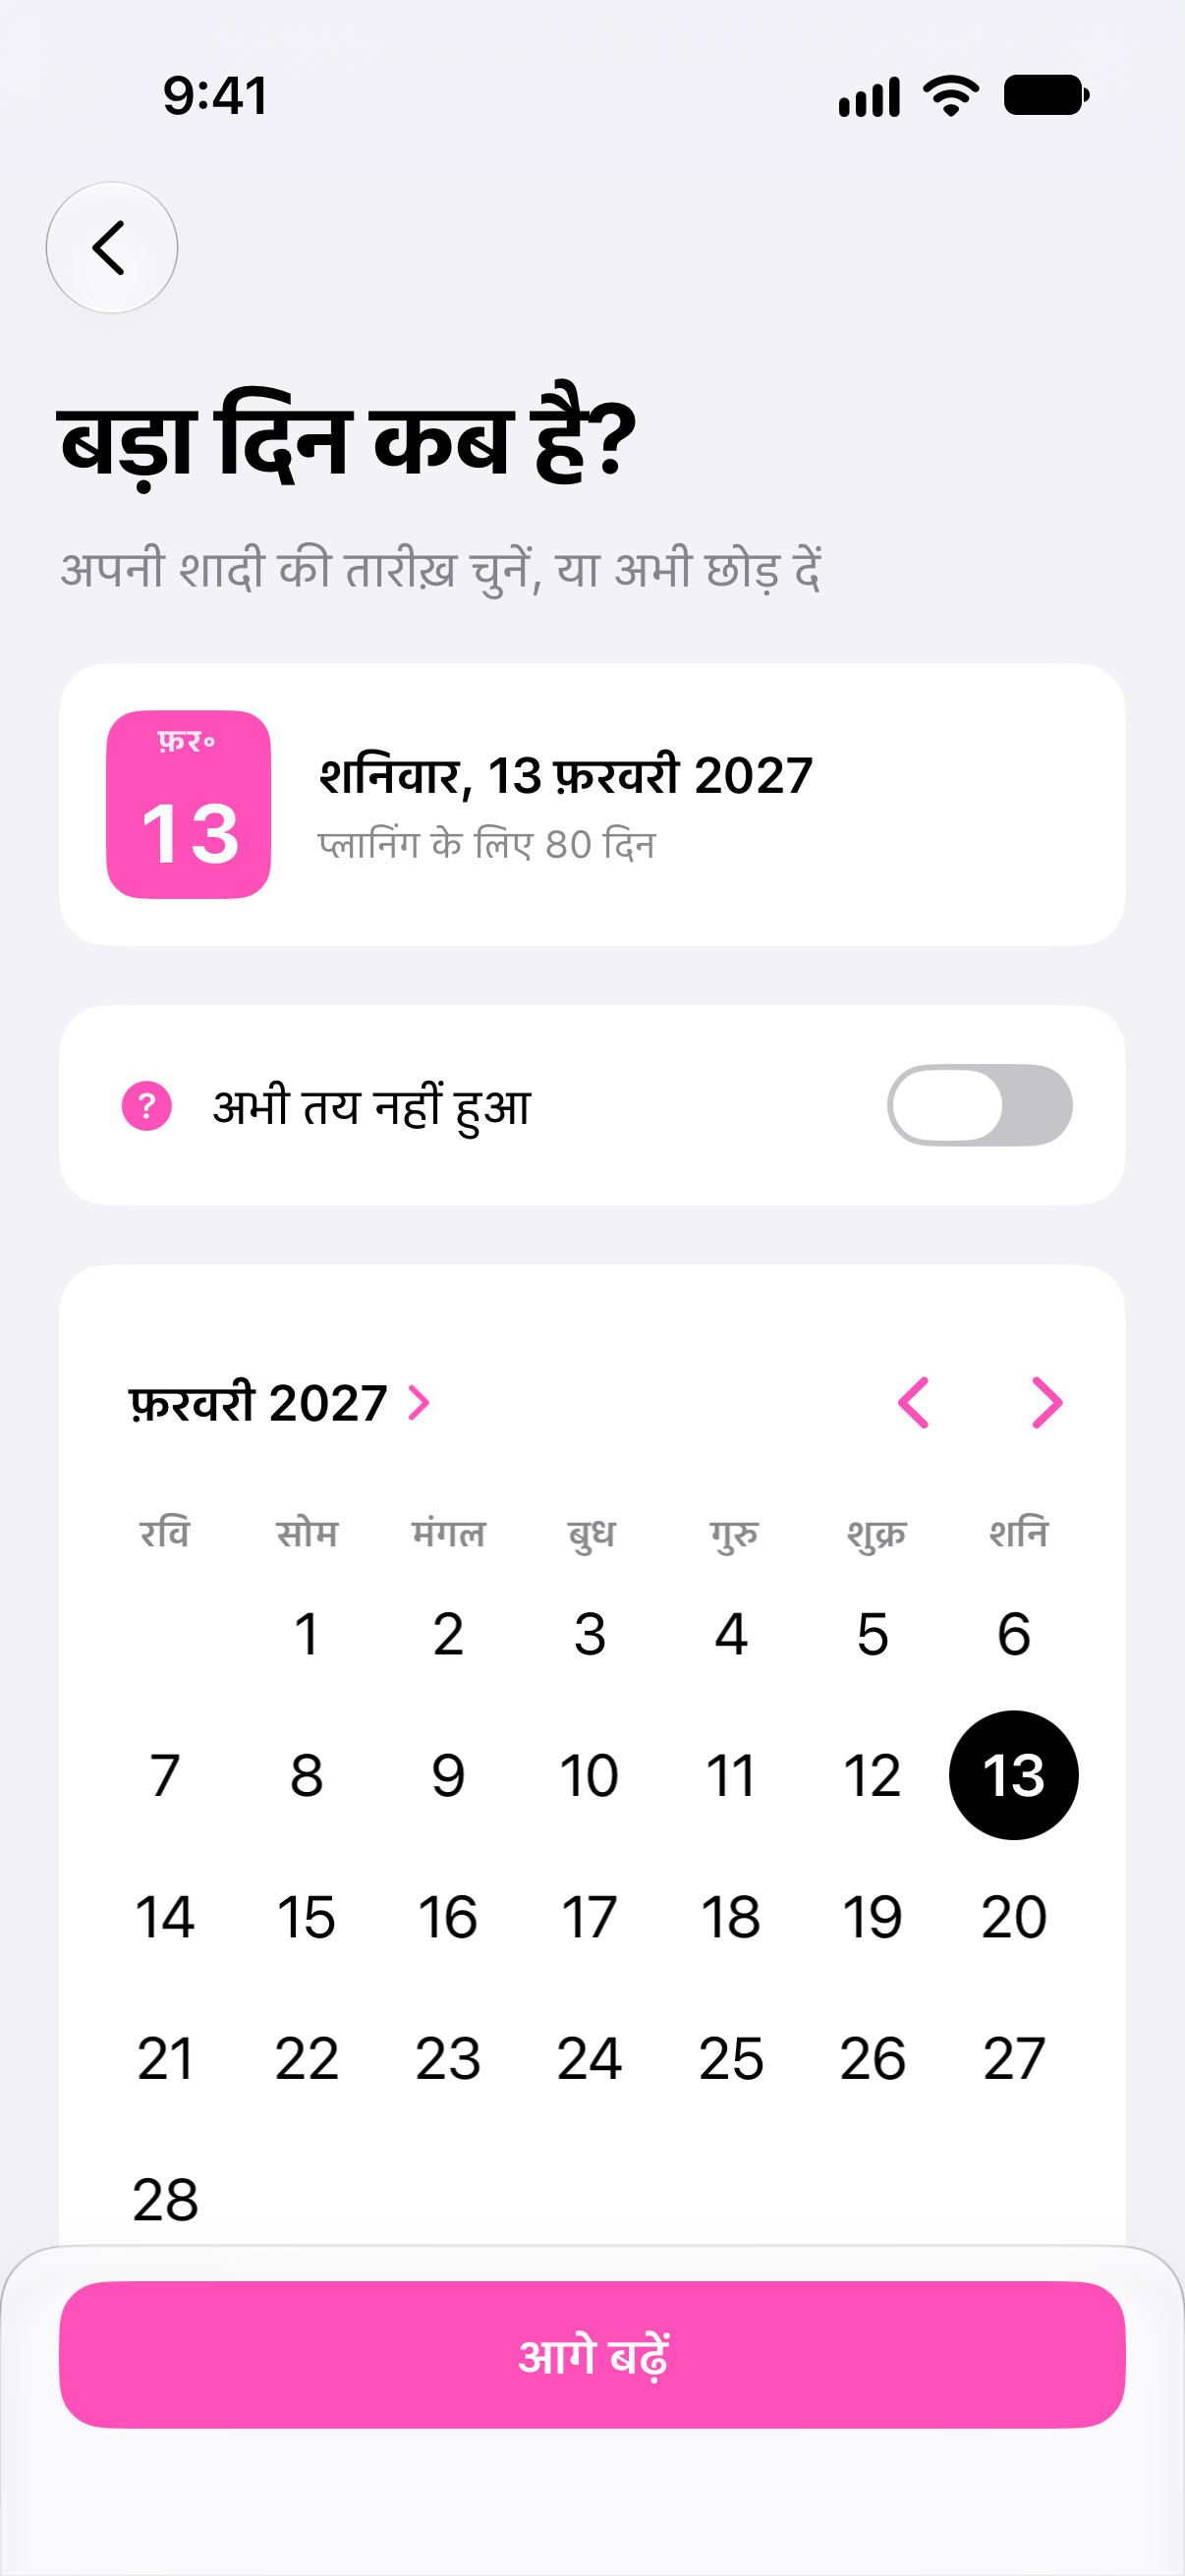 9:41
बड़ा दिन कब है?
अपनी शादी की तारीख़ चुनें, या अभी छोड़ दें
फ़र॰
13
शनिवार, 13 फ़रवरी 2027
प्लानिंग के लिए 80 दिन
? अभी तय नहीं हुआ
फ़रवरी 2027
रवि सोम मंगल बुध गुरु शुक्र शनि
1 2 3 4 5 6
7 8 9 10 11 12 13
14 15 16 17 18 19 20
21 22 23 24 25 26 27
28
आगे बढ़ें